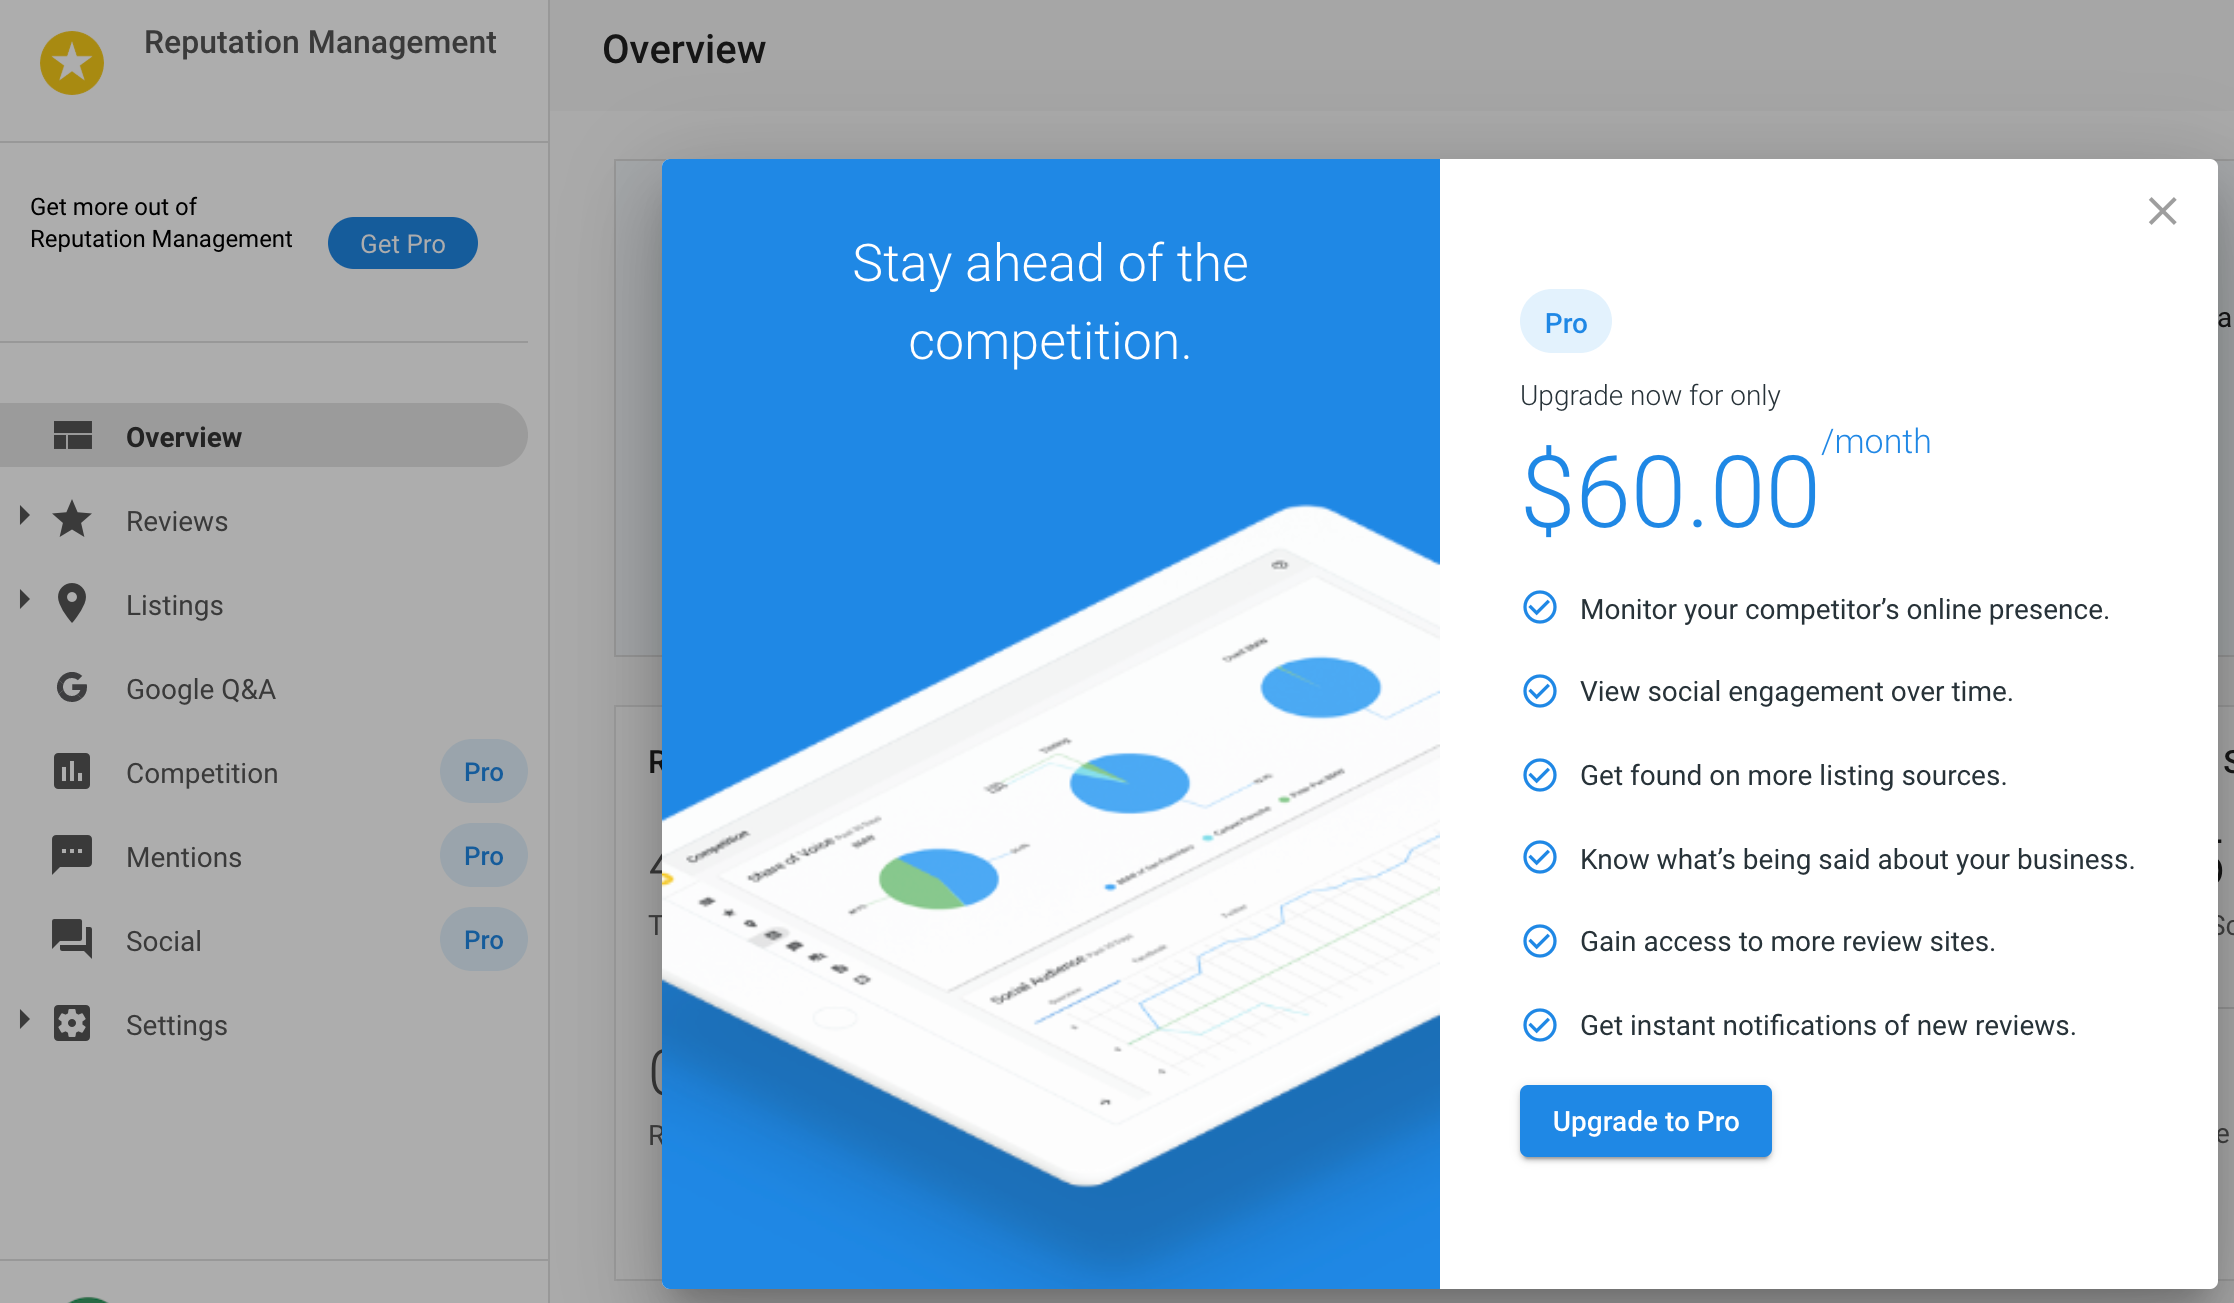 Reputation Management
Get more out of
Reputation Management
Get Pro
Overview
Reviews
Listings
Google Q&A
Competition
Pro
Mentions
Pro
Social
Pro
Settings
Overview
Stay ahead of the
competition.
Competition
Share of Voice
Social Audience
Pro
Upgrade now for only
$60.00/month
Monitor your competitor’s online presence.
View social engagement over time.
Get found on more listing sources.
Know what’s being said about your business.
Gain access to more review sites.
Get instant notifications of new reviews.
Upgrade to Pro